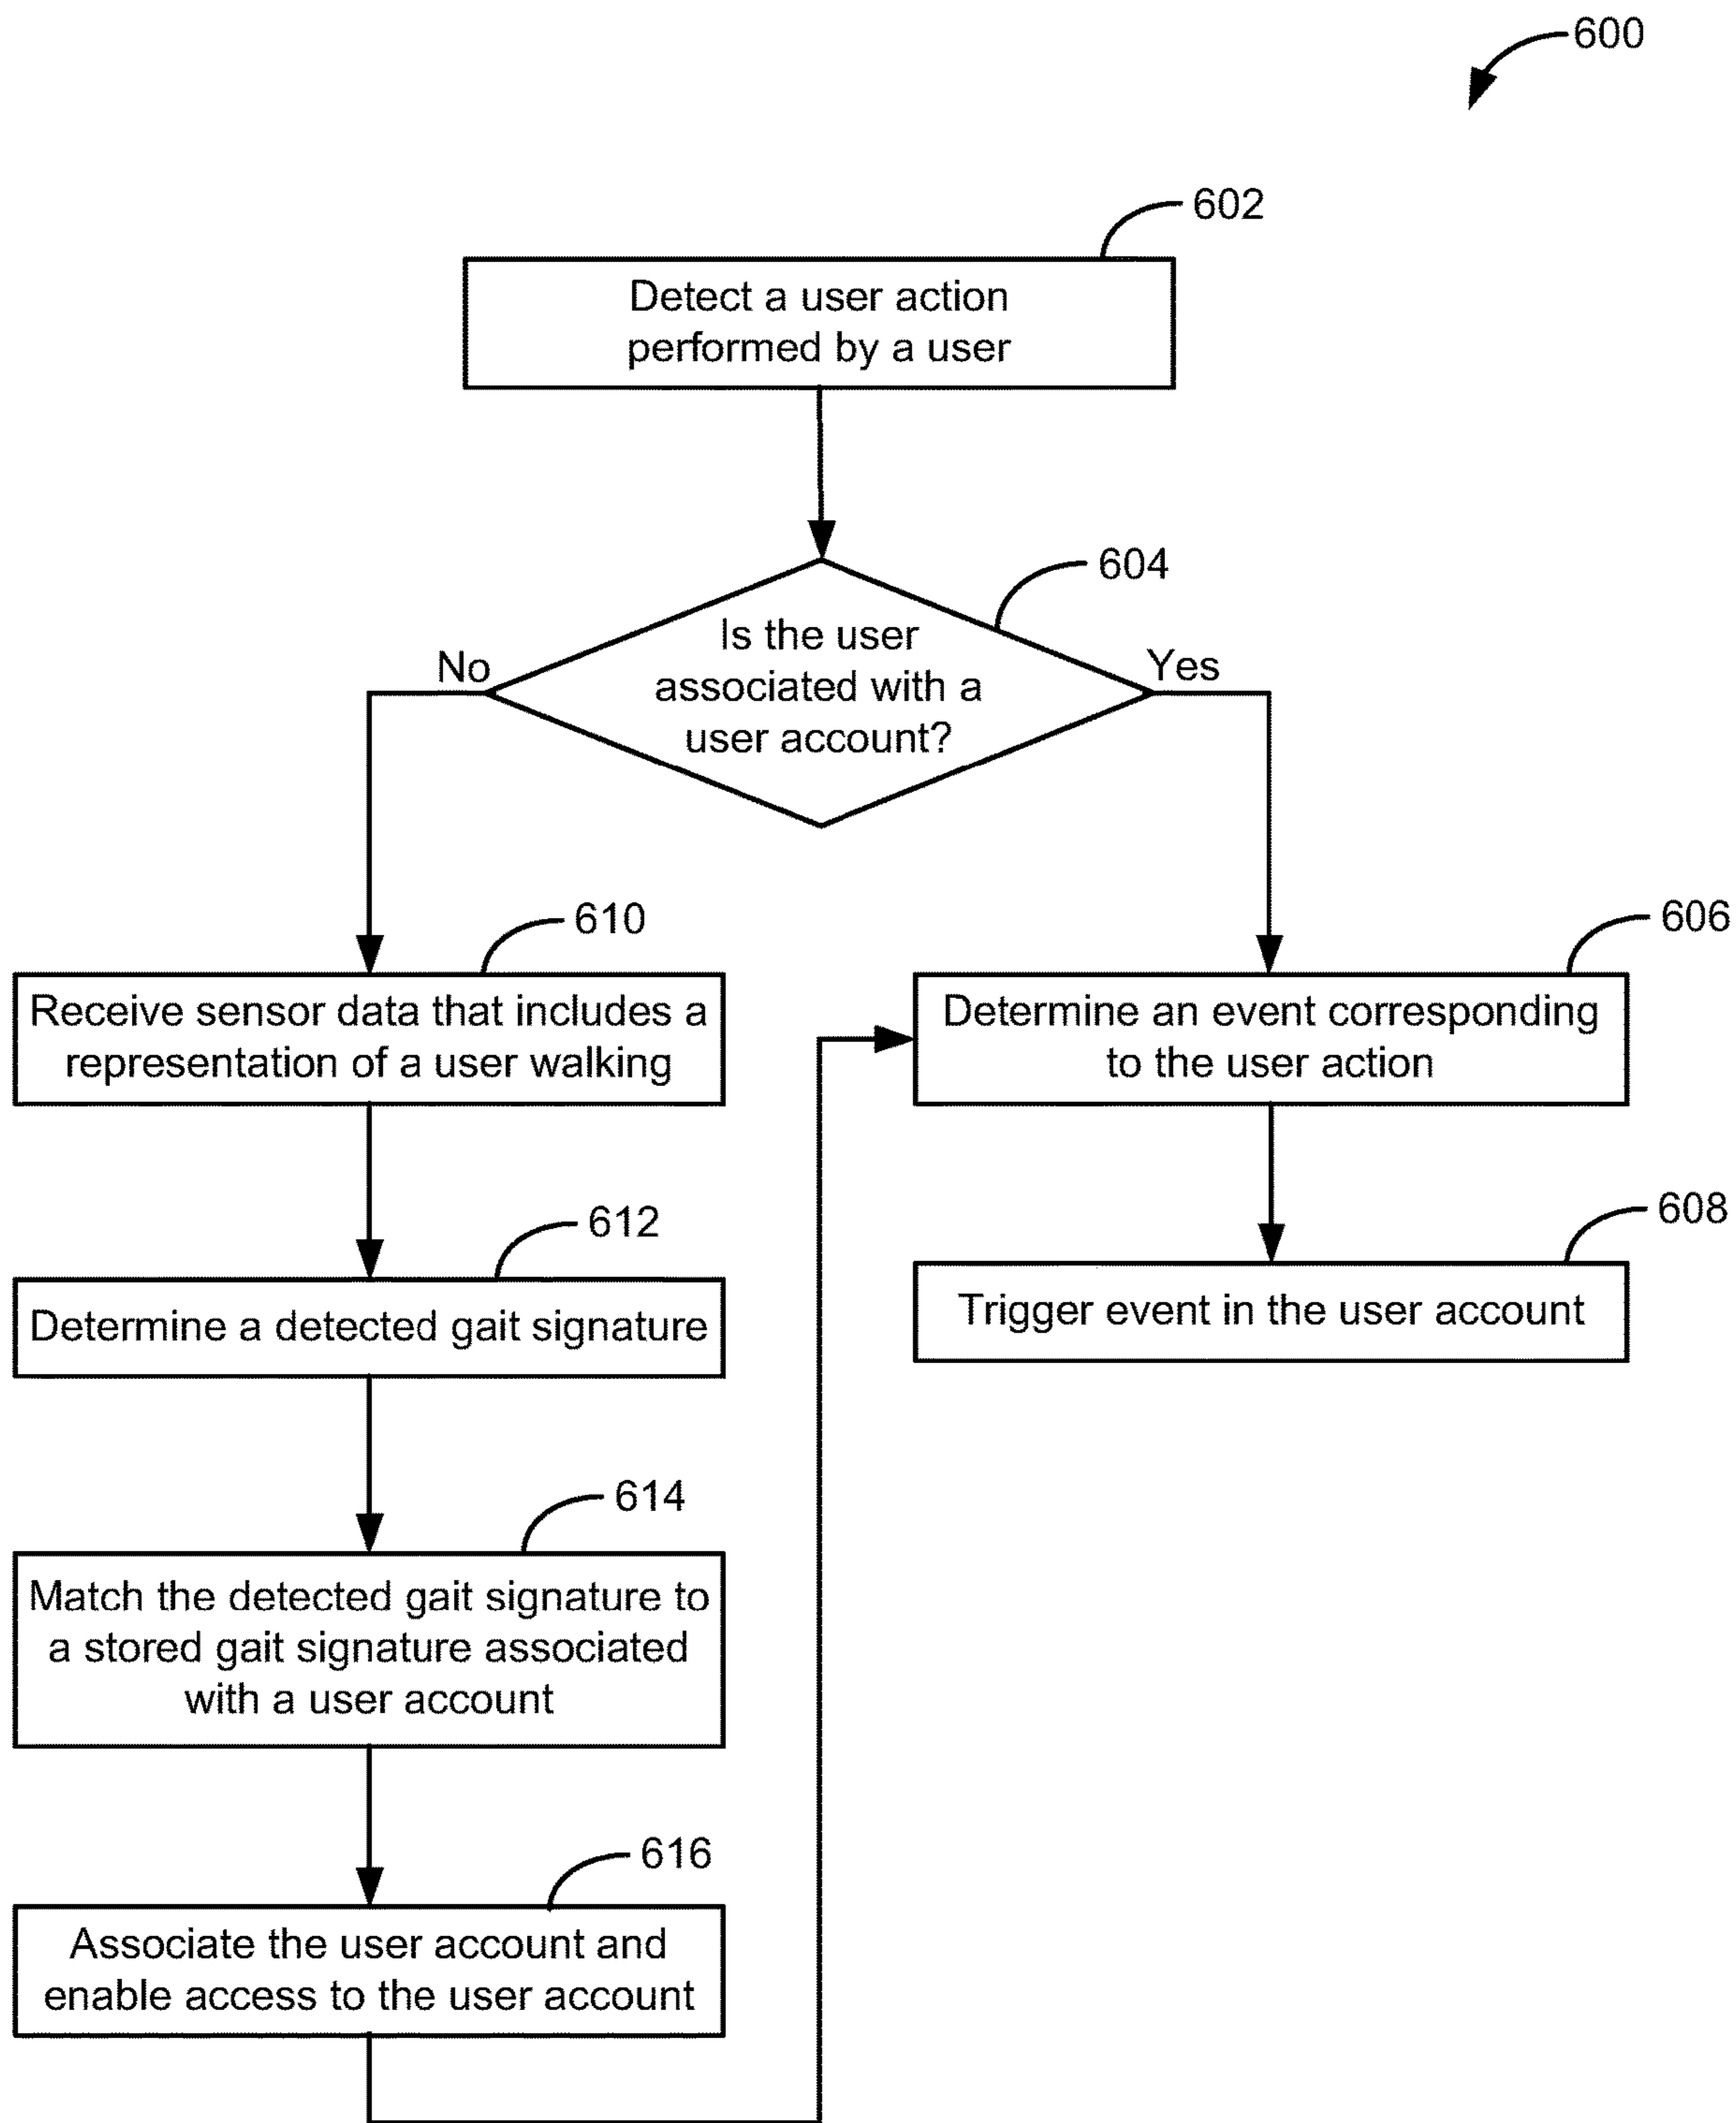 600
602
Detect a user action
performed by a user
604
Is the user
associated with a
user account?
No
Yes
610
Receive sensor data that includes a
representation of a user walking
606
Determine an event corresponding
to the user action
612
Determine a detected gait signature
608
Trigger event in the user account
614
Match the detected gait signature to
a stored gait signature associated
with a user account
616
Associate the user account and
enable access to the user account